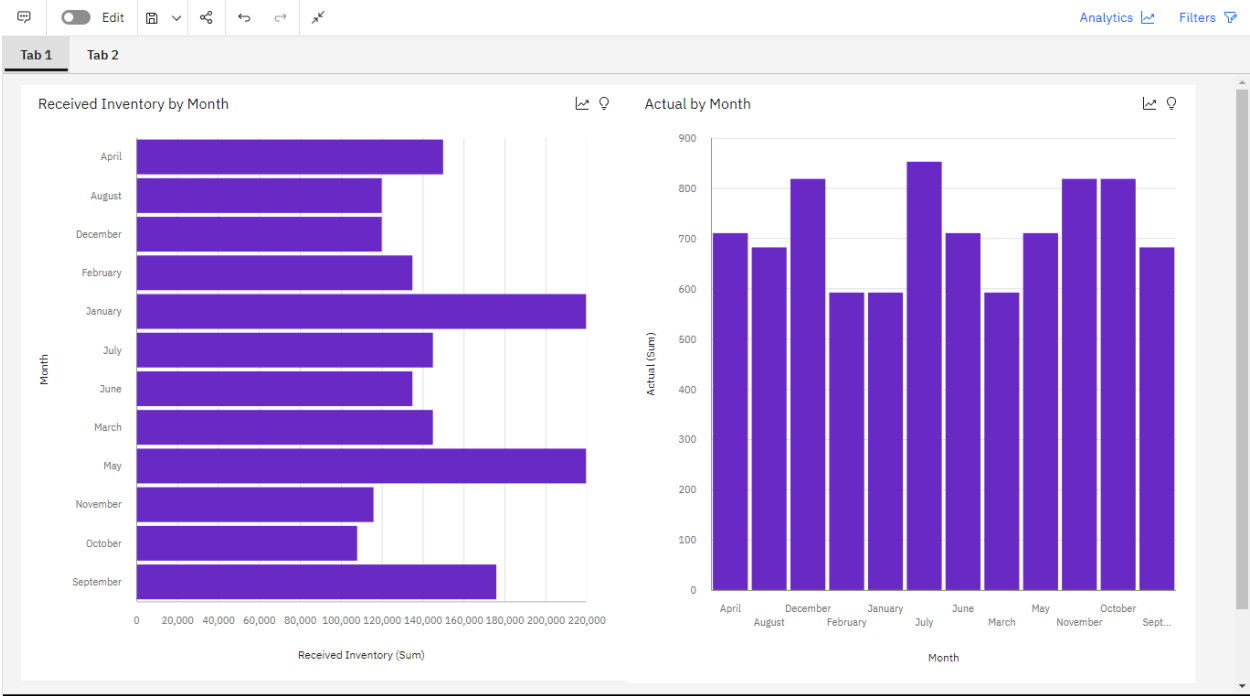 Edit
Analytics
Filters
Tab 1
Tab 2
Received Inventory by Month
Month
April
August
December
February
January
July
June
March
May
November
October
September
0 20,000 40,000 60,000 80,000 100,000 120,000 140,000 160,000 180,000 200,000 220,000
Received Inventory (Sum)
Actual by Month
Actual (Sum)
900
800
700
600
500
400
300
200
100
0
April December January June May October
August February July March November Sept...
Month